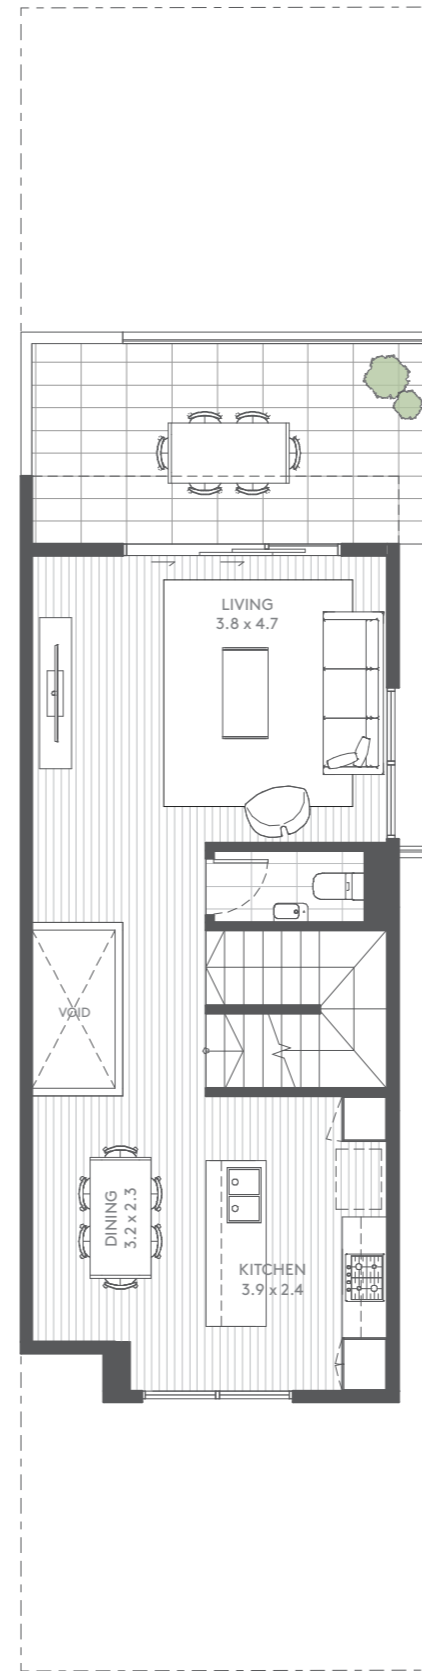 LIVING
3.8 x 4.7
VOID
DINING
3.2 x 2.3
KITCHEN
3.9 x 2.4